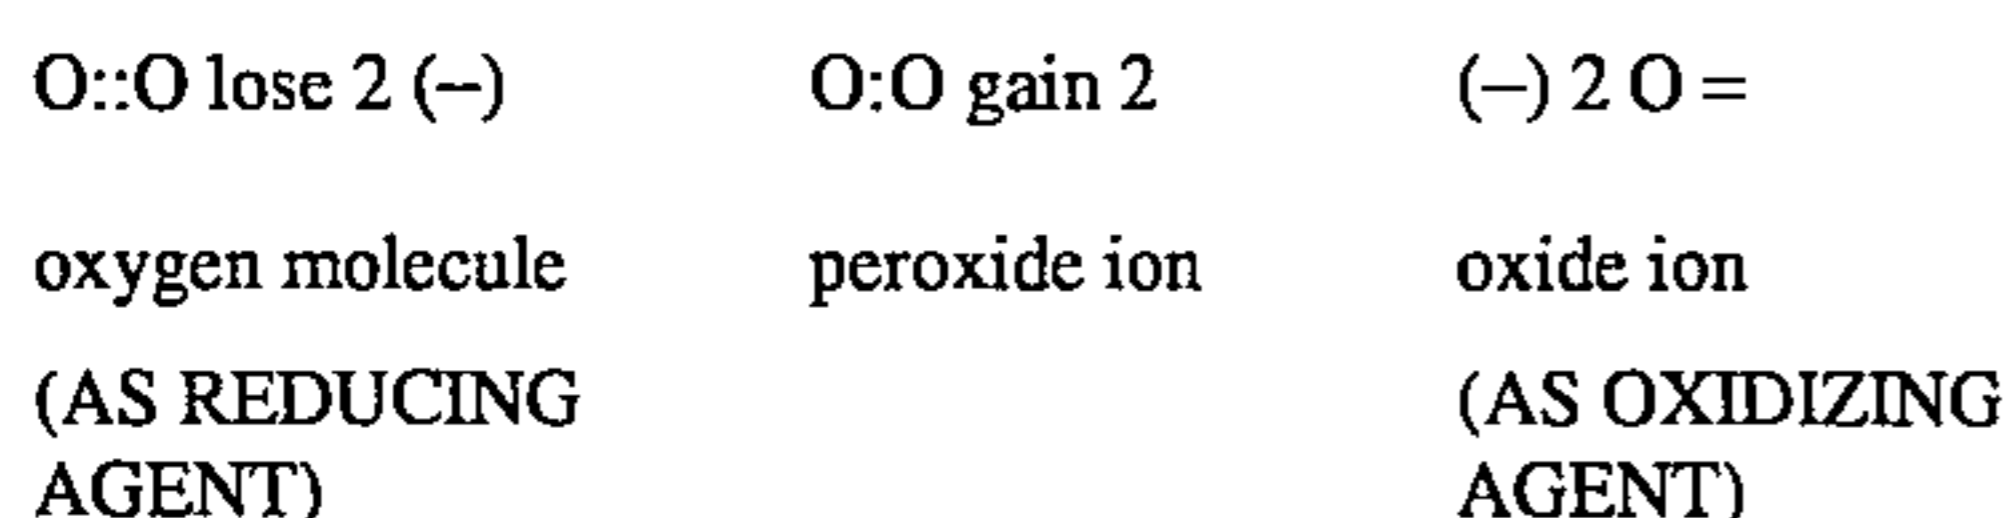 O::O lose 2 (–) O:O gain 2 (–) 2 O =
oxygen molecule peroxide ion oxide ion
(AS REDUCING (AS OXIDIZING
AGENT) AGENT)